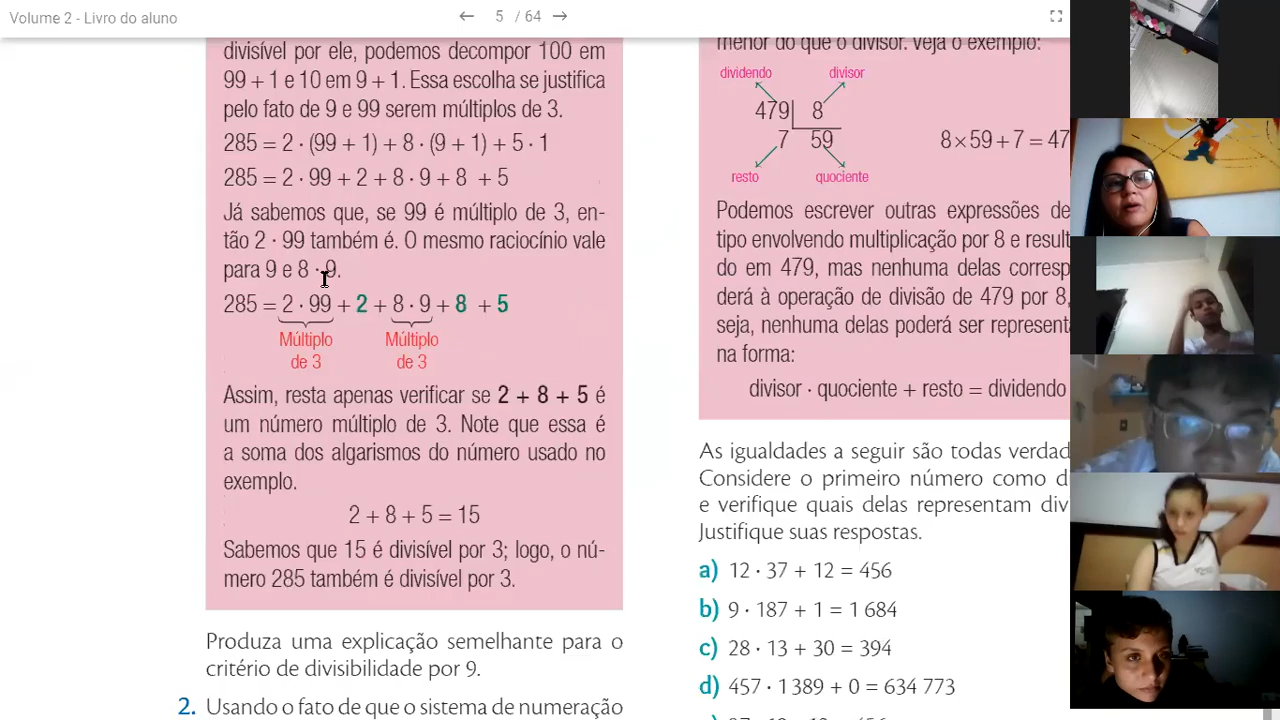 Volume 2 - Livro do aluno
5 / 64
divisível por ele, podemos decompor 100 em
99 + 1 e 10 em 9 + 1. Essa escolha se justifica
pelo fato de 9 e 99 serem múltiplos de 3.
285 = 2 · (99 + 1) + 8 · (9 + 1) + 5 · 1
285 = 2 · 99 + 2 + 8 · 9 + 8 + 5
Já sabemos que, se 99 é múltiplo de 3, en-
tão 2 · 99 também é. O mesmo raciocínio vale
para 9 e 8 · 9.
285 = 2 · 99 + 2 + 8 · 9 + 8 + 5
Múltiplo Múltiplo
de 3 de 3
Assim, resta apenas verificar se 2 + 8 + 5 é
um número múltiplo de 3. Note que essa é
a soma dos algarismos do número usado no
exemplo.
2 + 8 + 5 = 15
Sabemos que 15 é divisível por 3; logo, o nú-
mero 285 também é divisível por 3.
Produza uma explicação semelhante para o
critério de divisibilidade por 9.
2. Usando o fato de que o sistema de numeração
menor do que o divisor. Veja o exemplo:
dividendo divisor
479 8
7 59
8 × 59 + 7 = 47
resto quociente
Podemos escrever outras expressões de
tipo envolvendo multiplicação por 8 e result
do em 479, mas nenhuma delas corresp
derá à operação de divisão de 479 por 8,
seja, nenhuma delas poderá ser represent
na forma:
divisor · quociente + resto = dividendo
As igualdades a seguir são todas verdad
Considere o primeiro número como d
e verifique quais delas representam div
Justifique suas respostas.
a) 12 · 37 + 12 = 456
b) 9 · 187 + 1 = 1 684
c) 28 · 13 + 30 = 394
d) 457 · 1 389 + 0 = 634 773